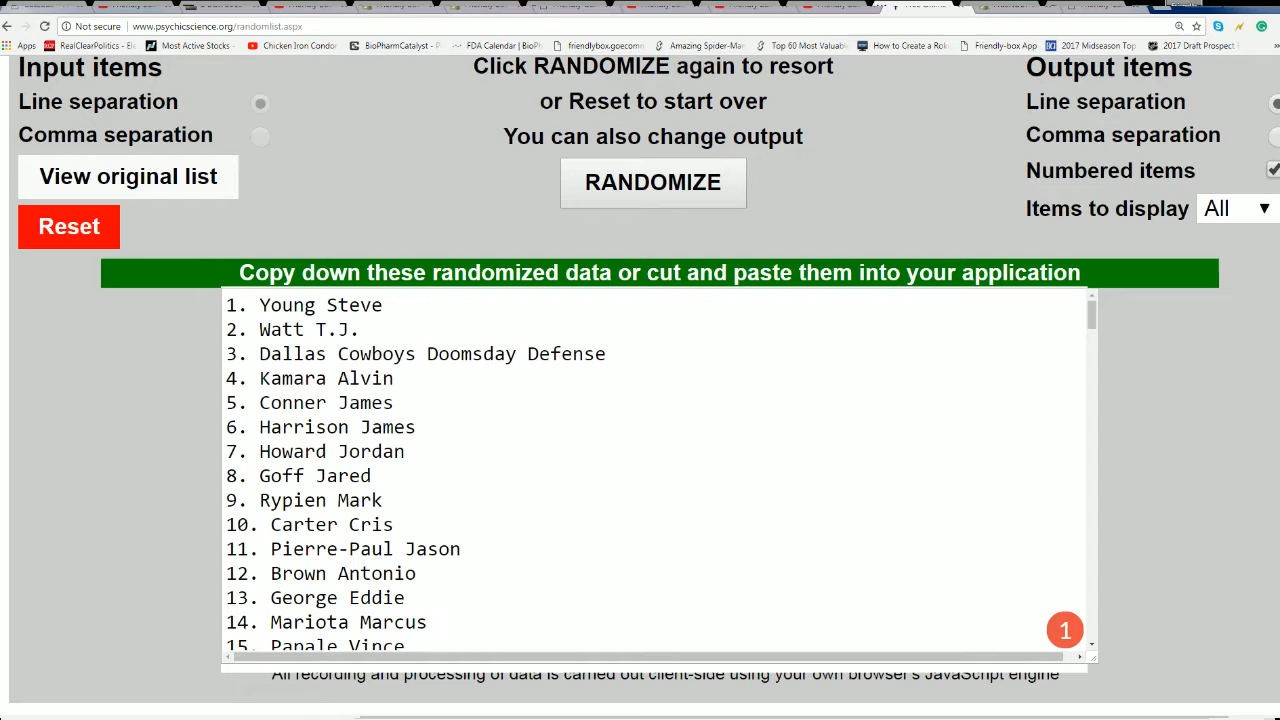 Not secure | www.psychicscience.org/randomlist.aspx
Apps RealClearPolitics - Ele Most Active Stocks - Chicken Iron Condor BioPharmCatalyst - FDA Calendar | BioPh friendlybox.goecomm Amazing Spider-Man Top 60 Most Valuabl How to Create a Rok Friendly-box App 2017 Midseason Top 2017 Draft Prospect
Input items
Line separation
Comma separation
View original list
Reset
Click RANDOMIZE again to resort
or Reset to start over
You can also change output
RANDOMIZE
Output items
Line separation
Comma separation
Numbered items
Items to display All
Copy down these randomized data or cut and paste them into your application
1. Young Steve
2. Watt T.J.
3. Dallas Cowboys Doomsday Defense
4. Kamara Alvin
5. Conner James
6. Harrison James
7. Howard Jordan
8. Goff Jared
9. Rypien Mark
10. Carter Cris
11. Pierre-Paul Jason
12. Brown Antonio
13. George Eddie
14. Mariota Marcus
15. Papale Vince
1
All recording and processing of data is carried out client-side using your own browser's JavaScript engine